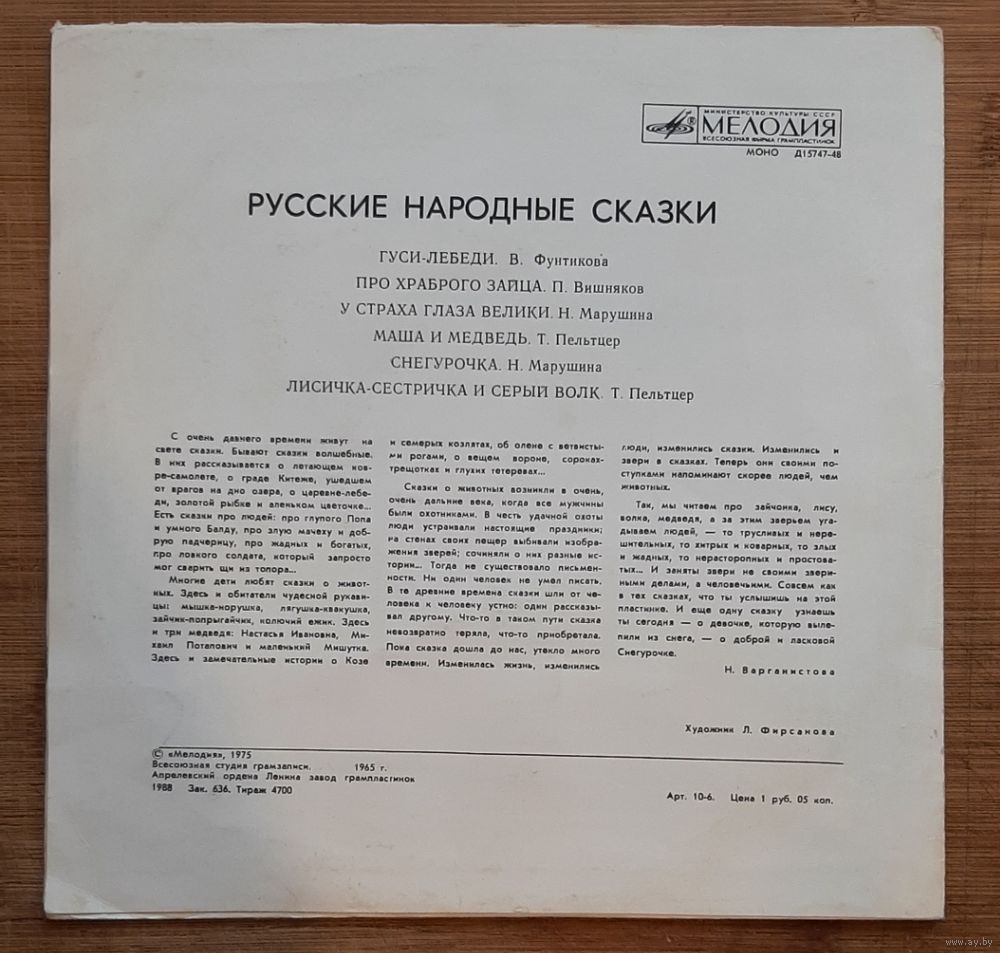 МИНИСТЕРСТВО КУЛЬТУРЫ СССР
МЕЛОДИЯ
ВСЕСОЮЗНАЯ ФИРМА ГРАМПЛАСТИНОК
МОНО Д15747-48
РУССКИЕ НАРОДНЫЕ СКАЗКИ
ГУСИ-ЛЕБЕДИ. В. Фунтикова
ПРО ХРАБРОГО ЗАЙЦА. П. Вишняков
У СТРАХА ГЛАЗА ВЕЛИКИ. Н. Марушина
МАША И МЕДВЕДЬ. Т. Пельтцер
СНЕГУРОЧКА. Н. Марушина
ЛИСИЧКА-СЕСТРИЧКА И СЕРЫЙ ВОЛК. Т. Пельтцер
С очень давнего времени живут на
свете сказки. Бывают сказки волшебные.
В них рассказывается о летающем ков-
ре-самолете, о граде Китеже, ушедшем
от врагов на дно озера, о царевне-лебе-
ди, золотой рыбке и аленьком цветочке...
Есть сказки про людей: про глупого Попа
и умного Балду, про злую мачеху и доб-
рую падчерицу, про жадных и богатых,
про ловкого солдата, который запросто
мог сварить щи из топора...
Многие дети любят сказки о живот-
ных. Здесь и обитатели чудесной рукави-
цы: мышка-норушка, лягушка-квакушка,
зайчик-попрыгайчик, колючий ежик. Здесь
и три медведя: Настасья Ивановна, Ми-
хаил Потапович и маленький Мишутка.
Здесь и замечательные истории о Козе
и семерых козлятах, об олене с ветвисты-
ми рогами, о вещем вороне, сороках-
трещотках и глухих тетеревах...
Сказки о животных возникли в очень,
очень дальние века, когда все мужчины
были охотниками. В честь удачной охоты
люди устраивали настоящие праздники;
на стенах своих пещер выбивали изобра-
жения зверей; сочиняли о них разные ис-
тории... Тогда не существовало письмен-
ности. Ни один человек не умел писать.
В те древние времена сказки шли от че-
ловека к человеку устно: один рассказы-
вал другому. Что-то в таком пути сказка
невозвратно теряла, что-то приобретала.
Пока сказка дошла до нас, утекло много
времени. Изменилась жизнь, изменились
люди, изменились сказки. Изменились и
звери в сказках. Теперь они своими по-
ступками напоминают скорее людей, чем
животных.
Так, мы читаем про зайчонка, лису,
волка, медведя, а за этим зверьем уга-
дываем людей, — то трусливых и нере-
шительных, то хитрых и коварных, то злых
и жадных, то нерасторопных и простова-
тых... И заняты звери не своими звери-
ными делами, а человечьими. Совсем как
в тех сказках, что ты услышишь на этой
пластинке. И еще одну сказку узнаешь
ты сегодня — о девочке, которую выле-
пили из снега, — о доброй и ласковой
Снегурочке.
Н. Варганистова
Художник Л. Фирсанова
© «Мелодия», 1975
Всесоюзная студия грамзаписи. 1965 г.
Апрелевский ордена Ленина завод грампластинок
1988 Зак. 636. Тираж 4700
Арт. 10-6. Цена 1 руб. 05 коп.
www.ay.by